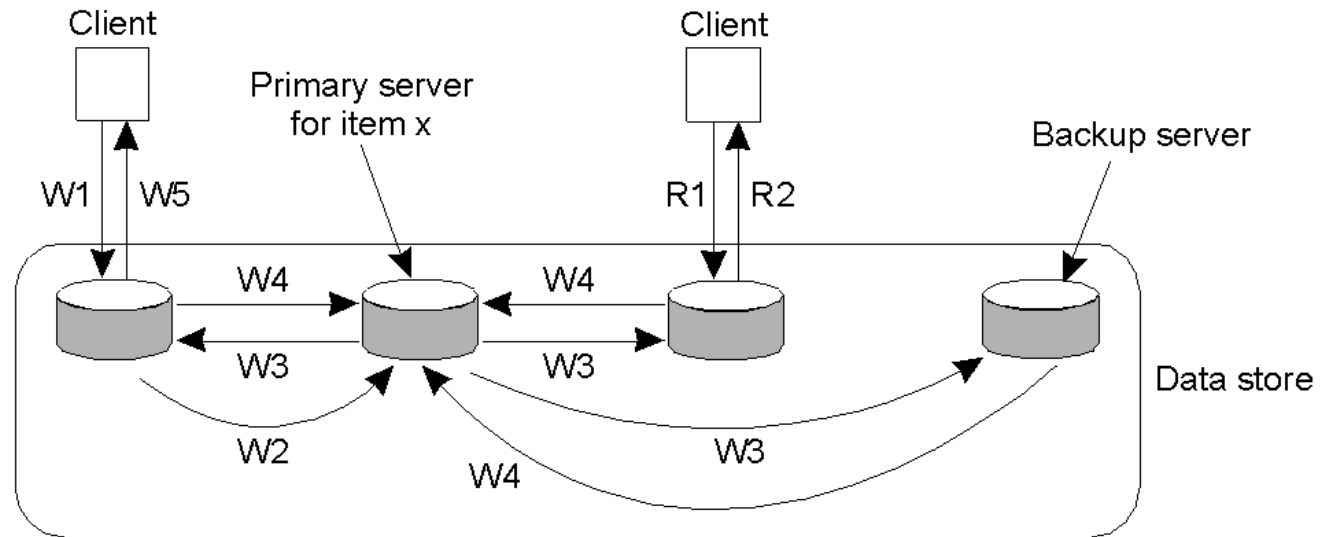 Client
Client
Primary server
for item x
Backup server
W1
W5
R1
R2
W4
W4
W3
W3
Data store
W2
W3
W4